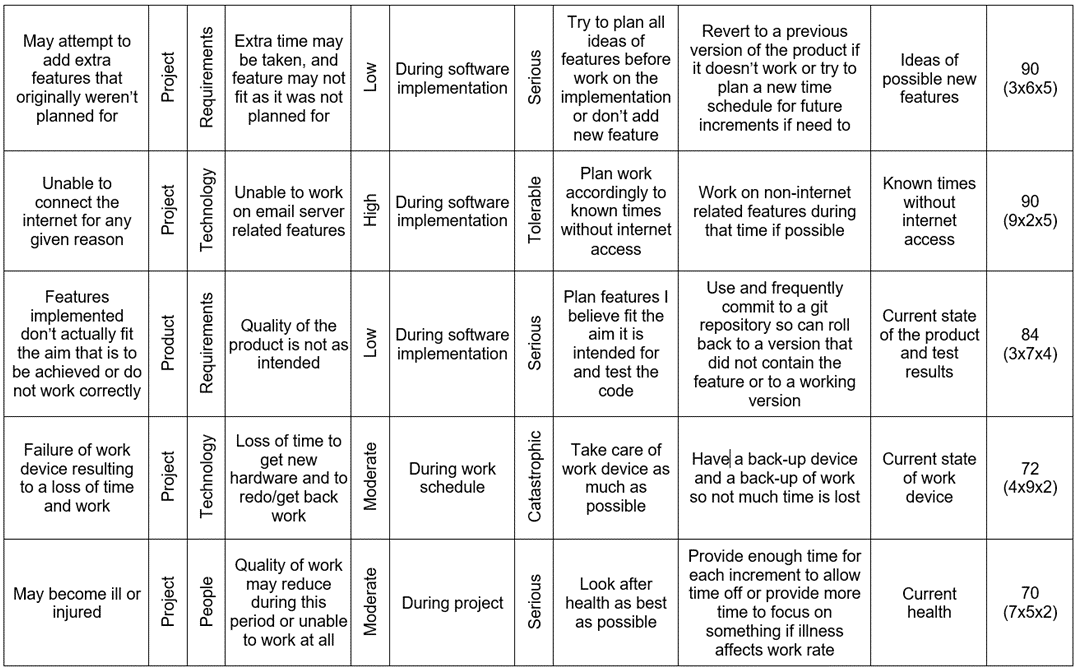 May attempt to
add extra
features that
originally weren't
planned for
Project
Requirements
Extra time may
be taken, and
feature may not
fit as it was not
planned for
Low
During software
implementation
Serious
Try to plan all
ideas of
features before
work on the
implementation
or don't add
new feature
Revert to a previous
version of the product if
it doesn't work or try to
plan a new time
schedule for future
increments if need to
Ideas of
possible new
features
90
(3x6x5)
Unable to
connect the
internet for any
given reason
Project
Technology
Unable to work
on email server
related features
High
During software
implementation
Tolerable
Plan work
accordingly to
known times
without internet
access
Work on non-internet
related features during
that time if possible
Known times
without
internet
access
90
(9x2x5)
Features
implemented
don't actually fit
the aim that is to
be achieved or do
not work correctly
Product
Requirements
Quality of the
product is not as
intended
Low
During software
implementation
Serious
Plan features I
believe fit the
aim it is
intended for
and test the
code
Use and frequently
commit to a git
repository so can roll
back to a version that
did not contain the
feature or to a working
version
Current state
of the product
and test
results
84
(3x7x4)
Failure of work
device resulting
to a loss of time
and work
Project
Technology
Loss of time to
get new
hardware and to
redo/get back
work
Moderate
During work
schedule
Catastrophic
Take care of
work device as
much as
possible
Have a back-up device
and a back-up of work
so not much time is lost
Current state
of work
device
72
(4x9x2)
May become ill or
injured
Project
People
Quality of work
may reduce
during this
period or unable
to work at all
Moderate
During project
Serious
Look after
health as best
as possible
Provide enough time for
each increment to allow
time off or provide more
time to focus on
something if illness
affects work rate
Current
health
70
(7x5x2)